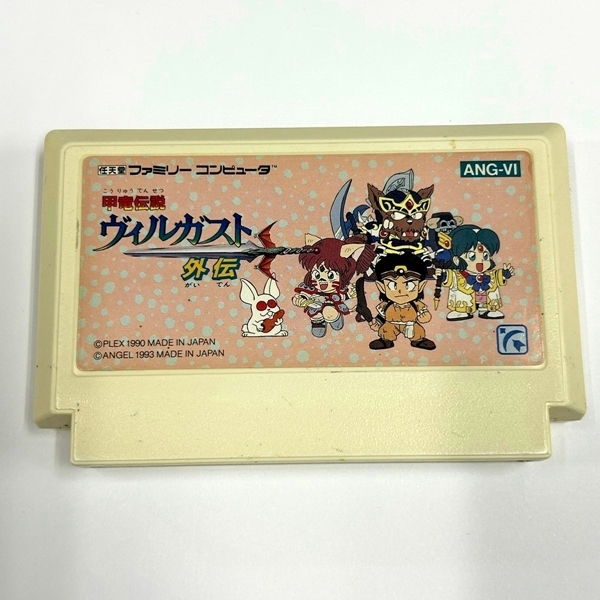 任天堂 ファミリー コンピュータ™
ANG-VI
こうりゅうでんせつ
甲竜伝説
ヴィルガスト
外伝
がいでん
©PLEX 1990 MADE IN JAPAN
©ANGEL 1993 MADE IN JAPAN